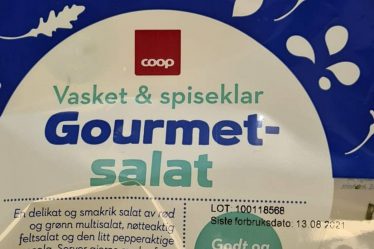 coop
Vasket & spiseklar
Gourmet-
salat
LOT 100118568
Siste forbruksdato: 13.08.2021
En delikat og smakrik salat av rød
og grønn multisalat, nøtteaktig
feltsalat og den litt pepperaktige
Godt og